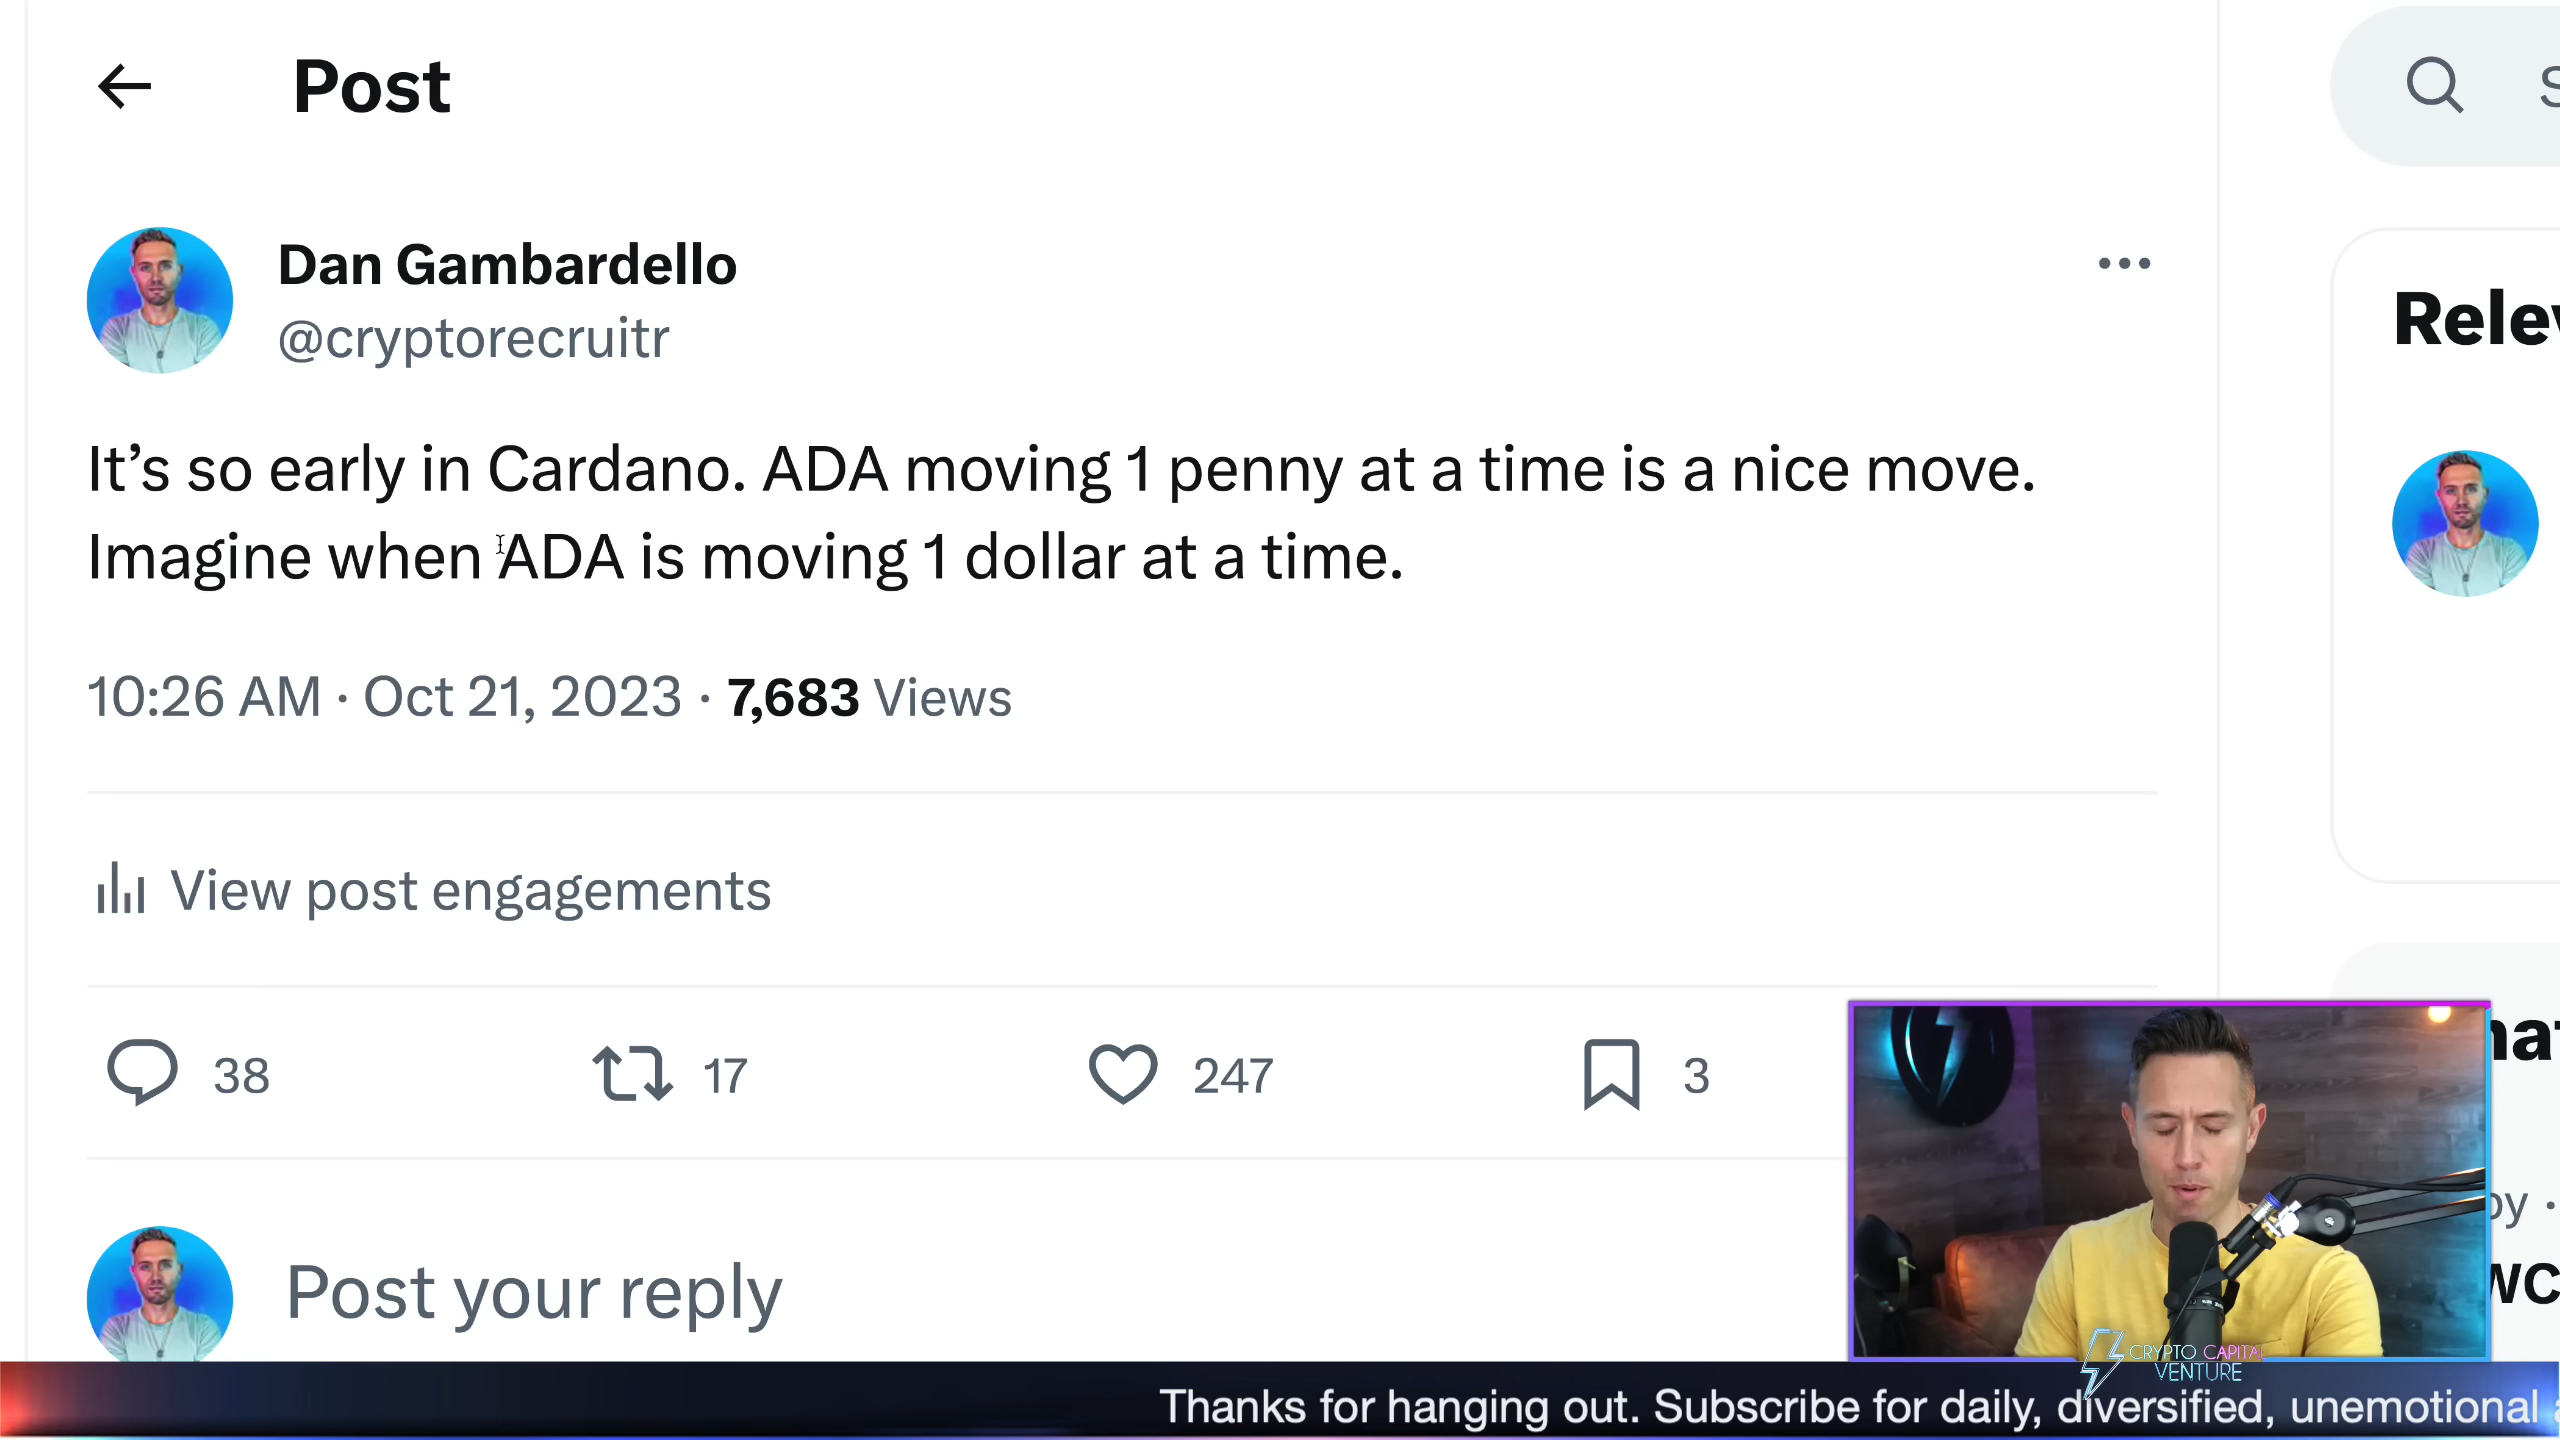 Post
Dan Gambardello
@cryptorecruitr
It’s so early in Cardano. ADA moving 1 penny at a time is a nice move.
Imagine when ADA is moving 1 dollar at a time.
10:26 AM · Oct 21, 2023 · 7,683 Views
View post engagements
38 17 247 3
Post your reply
CRYPTO CAPITAL
VENTURE
Thanks for hanging out. Subscribe for daily, diversified, unemotional